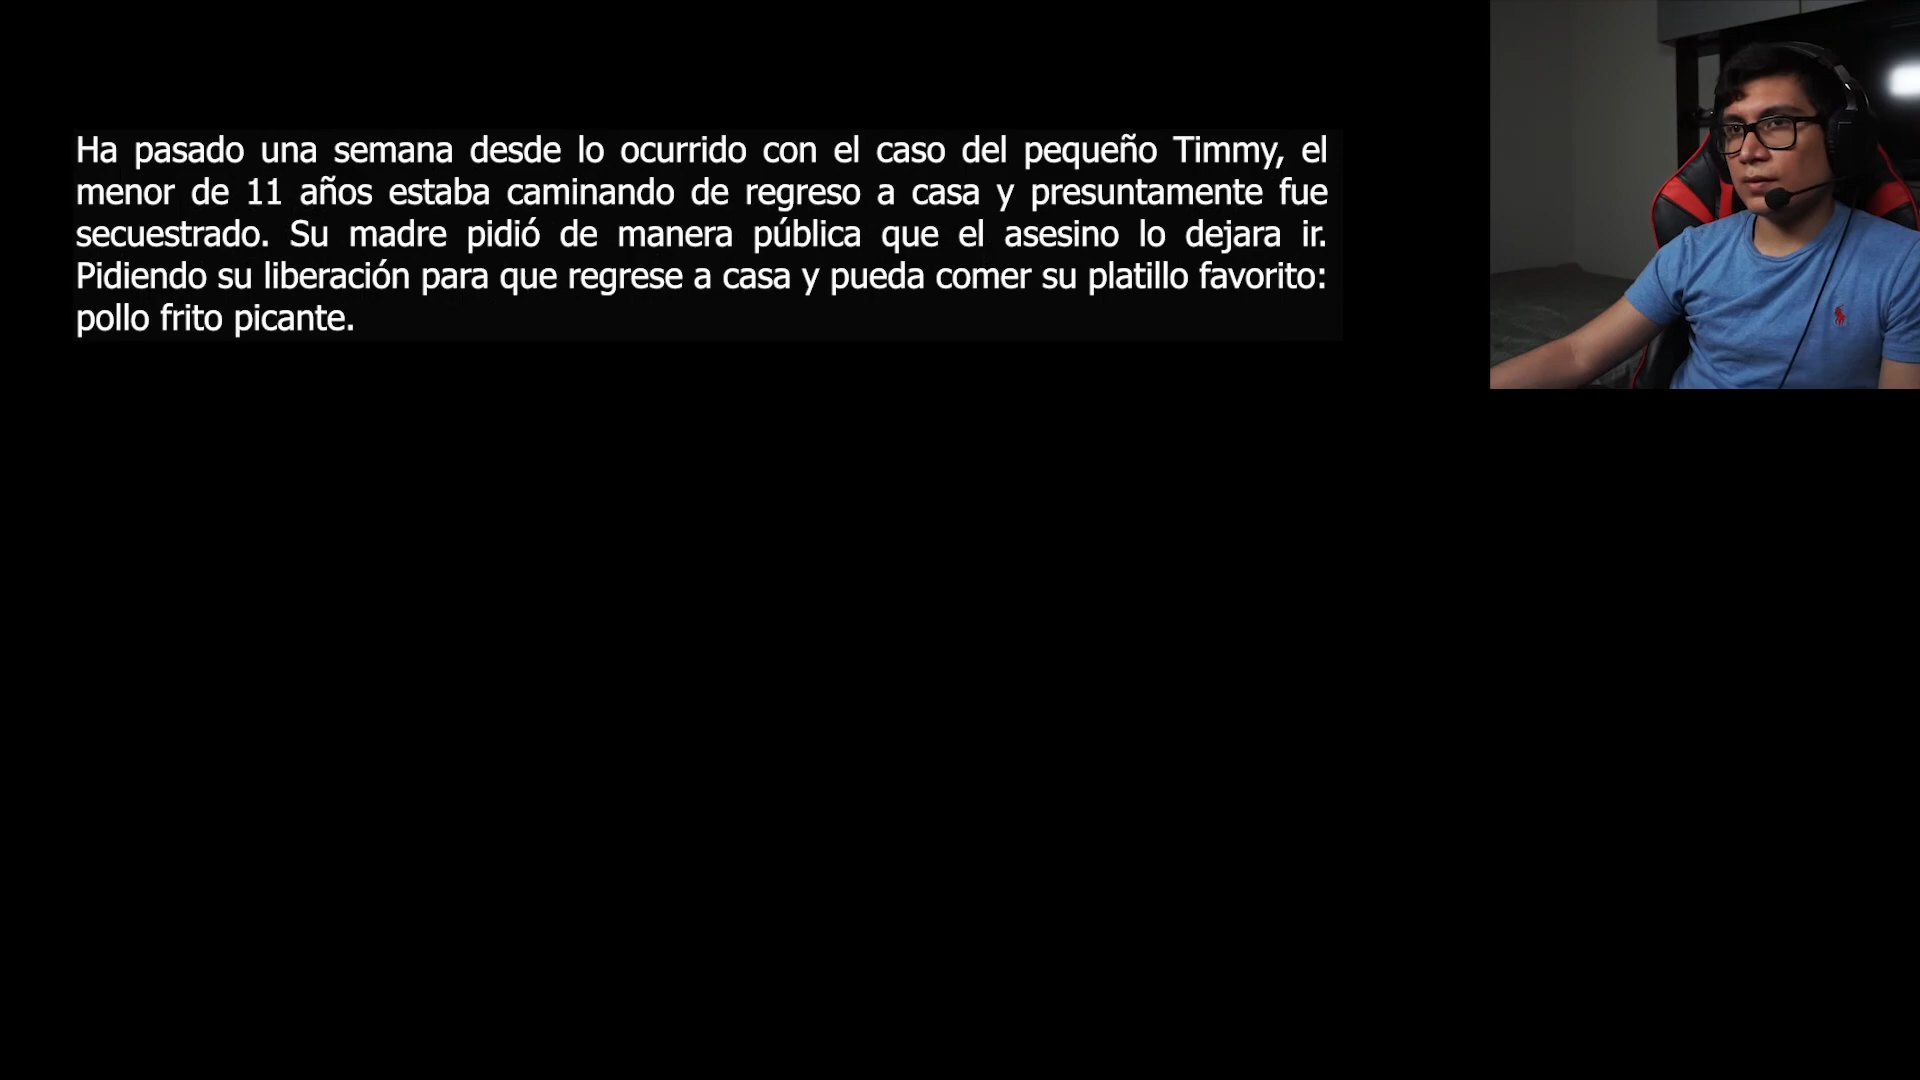 Ha pasado una semana desde lo ocurrido con el caso del pequeño Timmy, el
menor de 11 años estaba caminando de regreso a casa y presuntamente fue
secuestrado. Su madre pidió de manera pública que el asesino lo dejara ir.
Pidiendo su liberación para que regrese a casa y pueda comer su platillo favorito:
pollo frito picante.